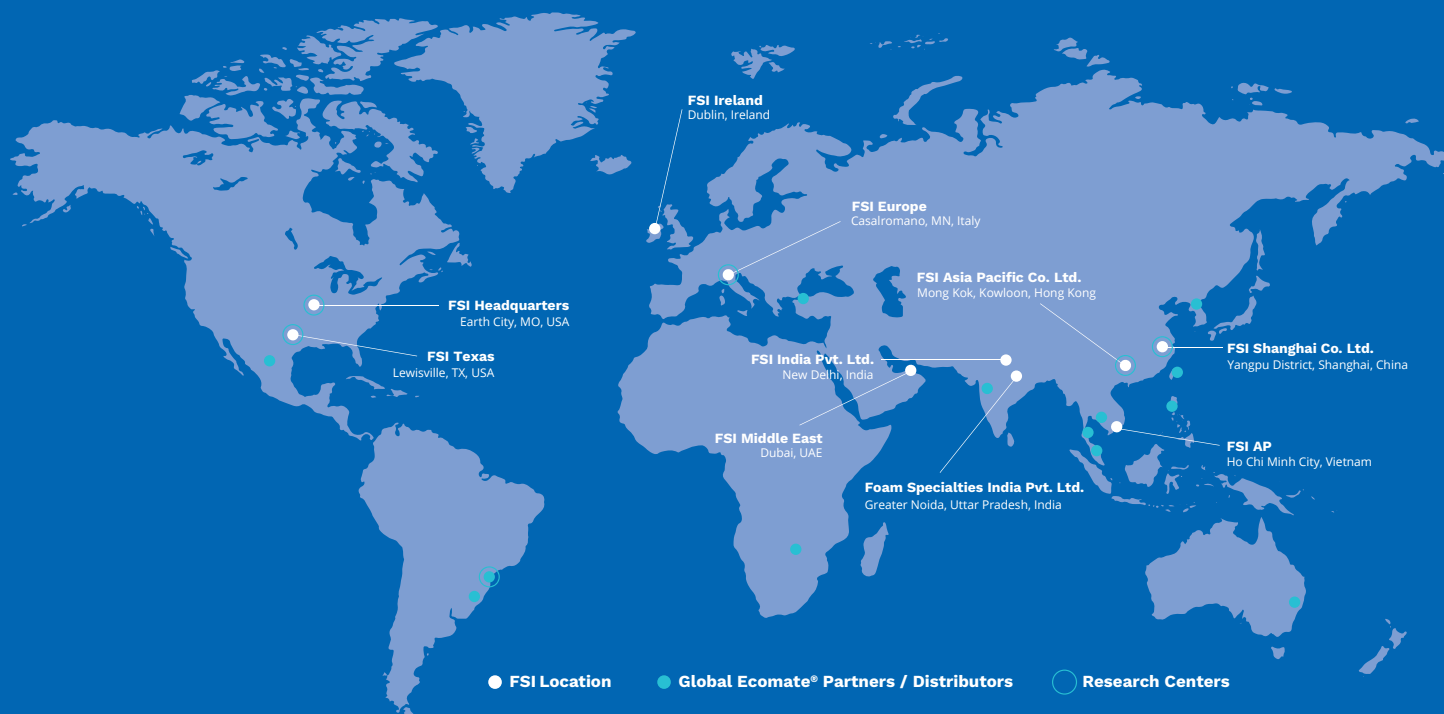 FSI Ireland
Dublin, Ireland
FSI Europe
Casalromano, MN, Italy
FSI Asia Pacific Co. Ltd.
Mong Kok, Kowloon, Hong Kong
FSI Headquarters
Earth City, MO, USA
FSI Texas
Lewisville, TX, USA
FSI India Pvt. Ltd.
New Delhi, India
FSI Shanghai Co. Ltd.
Yangpu District, Shanghai, China
FSI Middle East
Dubai, UAE
FSI AP
Ho Chi Minh City, Vietnam
Foam Specialties India Pvt. Ltd.
Greater Noida, Uttar Pradesh, India
FSI Location
Global Ecomate® Partners / Distributors
Research Centers